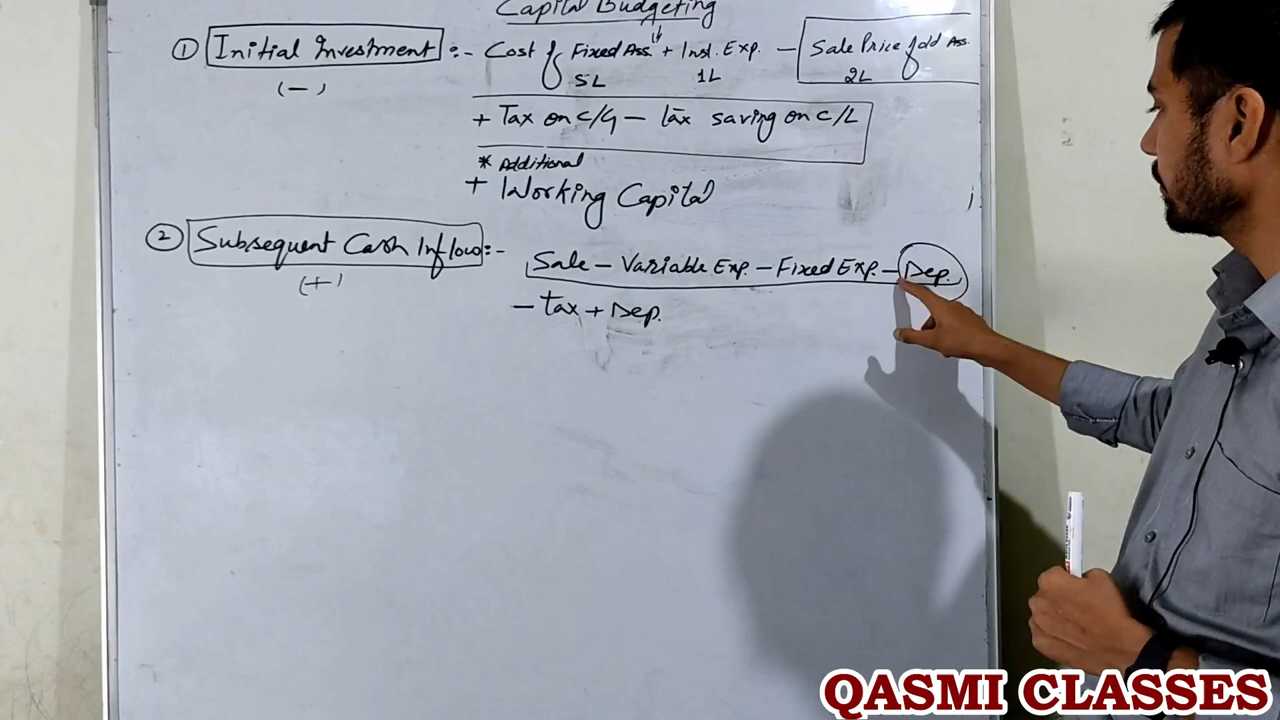 Capital Budgeting
① Initial Investment :- Cost of Fixed Ass. + Inst. Exp. - Sale Price of old Ass.
5L 1L 2L
(-)
+ Tax on C/G - Tax saving on C/L
* Additional
+ Working Capital
② Subsequent Cash Inflow :-
Sale - Variable Exp. - Fixed Exp. - Dep.
(+)
- Tax + Dep.
QASMI CLASSES